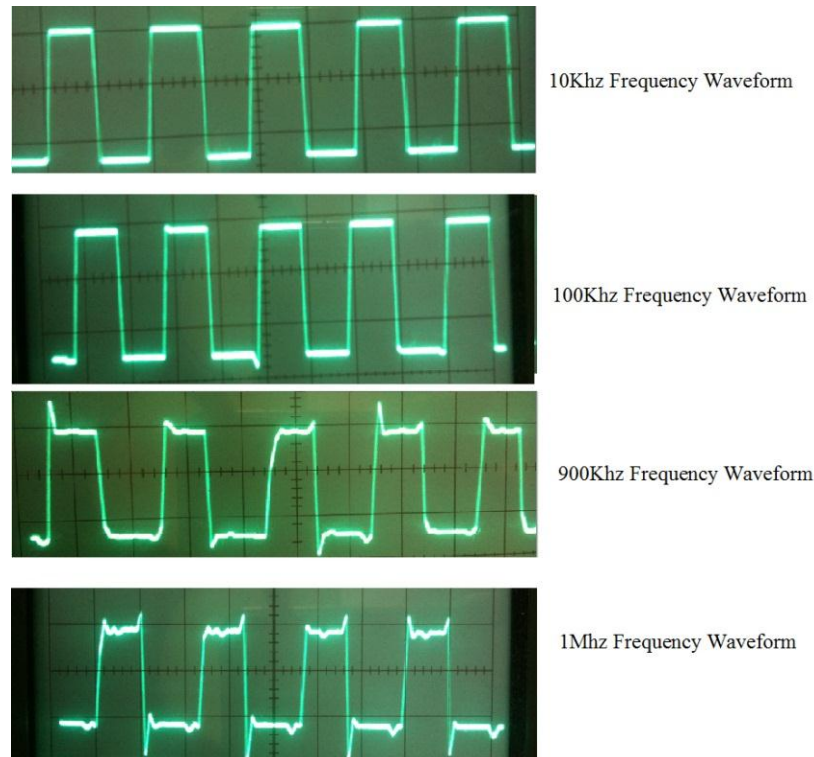 10Khz Frequency Waveform
100Khz Frequency Waveform
900Khz Frequency Waveform
1Mhz Frequency Waveform